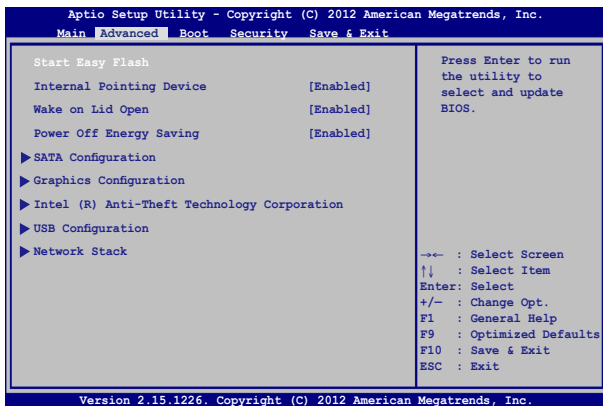 Aptio Setup Utility - Copyright (C) 2012 American Megatrends, Inc.
Main Advanced Boot Security Save & Exit
Start Easy Flash
Internal Pointing Device [Enabled]
Wake on Lid Open [Enabled]
Power Off Energy Saving [Enabled]
SATA Configuration
Graphics Configuration
Intel (R) Anti-Theft Technology Corporation
USB Configuration
Network Stack
Press Enter to run
the utility to
select and update
BIOS.
→← : Select Screen
↑↓ : Select Item
Enter: Select
+/— : Change Opt.
F1 : General Help
F9 : Optimized Defaults
F10 : Save & Exit
ESC : Exit
Version 2.15.1226. Copyright (C) 2012 American Megatrends, Inc.